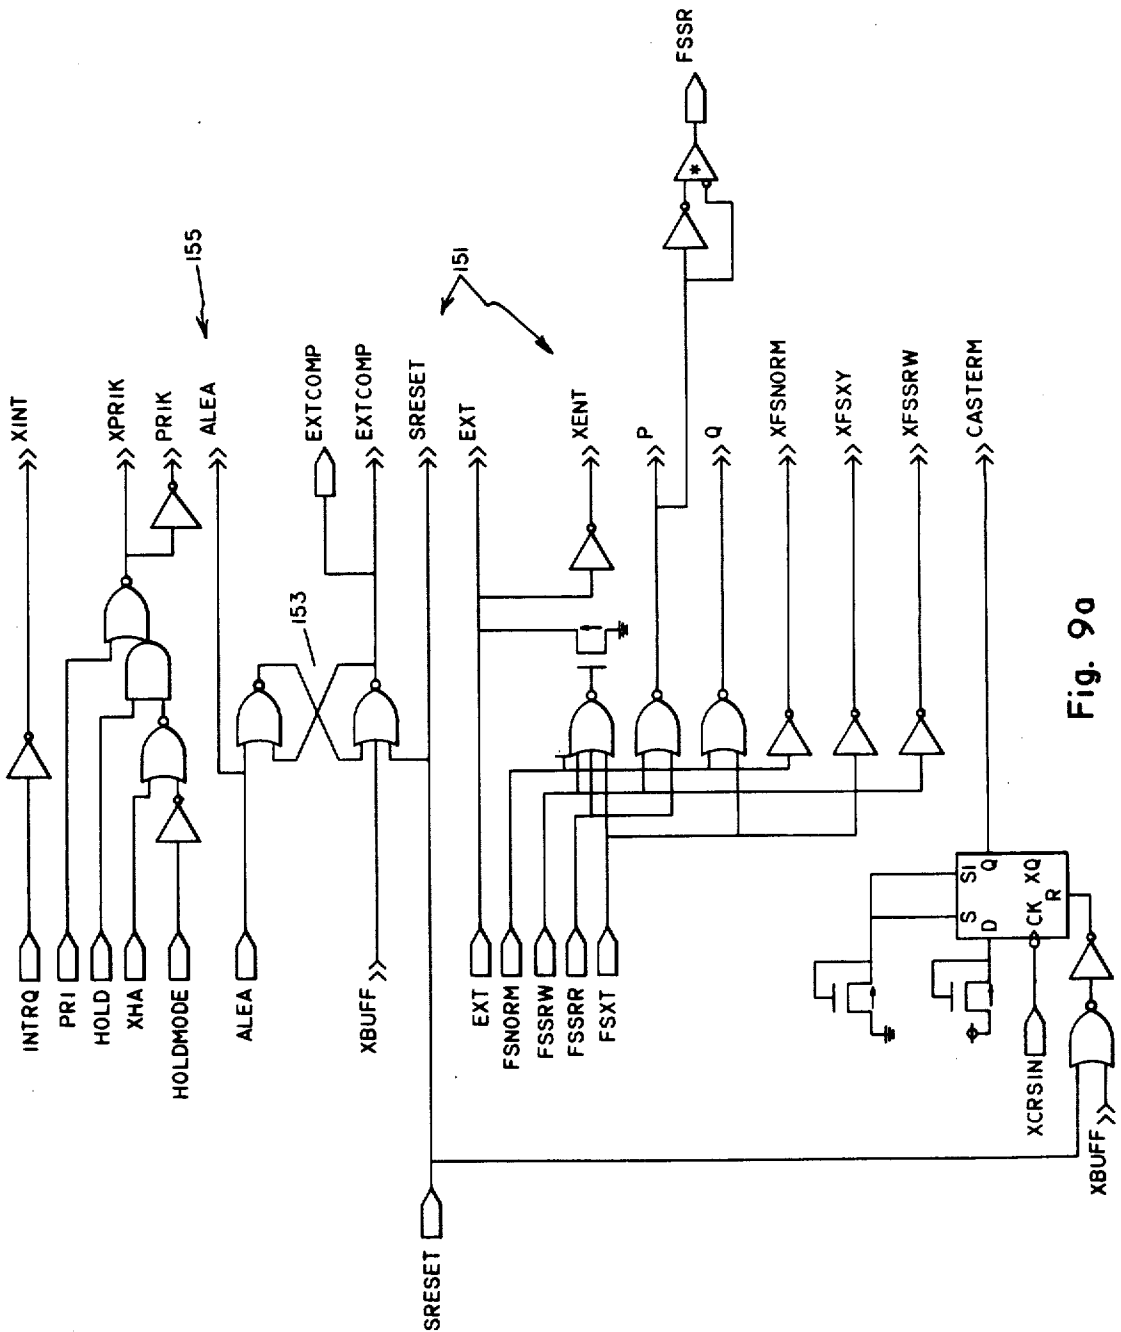 INTRQ
XINT
PRI
HOLD
XHA
HOLDMODE
XPRIK
PRIK
155
ALEA
ALEA
153
EXTCOMP
XBUFF
EXTCOMP
SRESET
SRESET
151
EXT
EXT
FSNORM
FSSRW
FSSRR
FSXT
XENT
P
*
FSSR
Q
XFSNORM
XFSXY
XFSSRW
CASTERM
S SI
D Q
CK XQ
R
XCRSIN
XBUFF
Fig. 9a